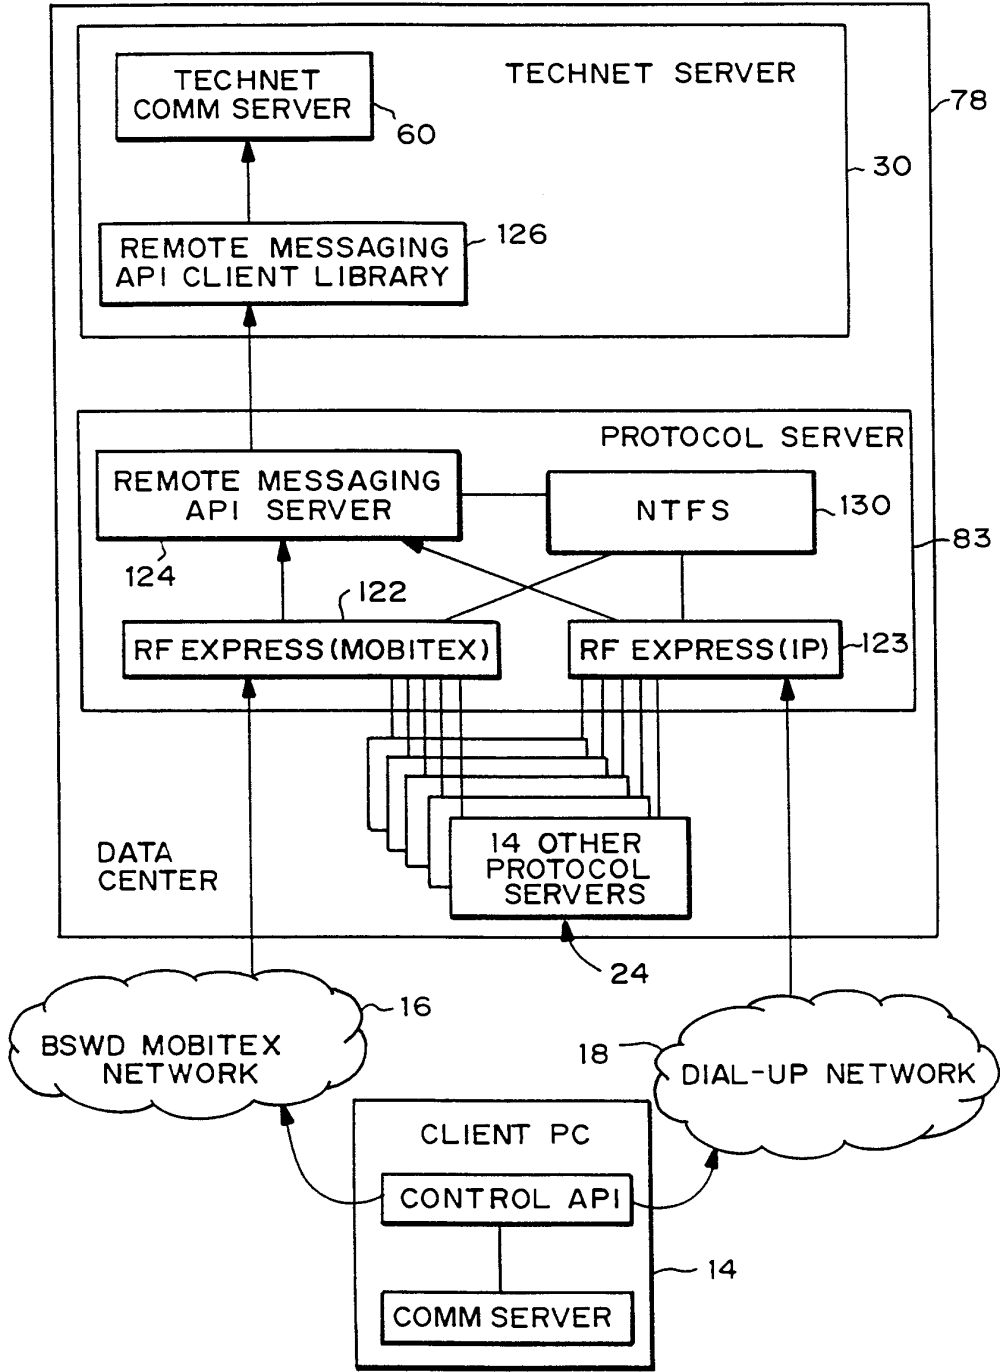 TECHNET
COMM SERVER
TECHNET SERVER
78
60
30
REMOTE MESSAGING
API CLIENT LIBRARY
126
PROTOCOL SERVER
REMOTE MESSAGING
API SERVER
NTFS
130
83
124
122
RF EXPRESS (MOBITEX)
RF EXPRESS (IP)
123
14 OTHER
PROTOCOL
SERVERS
DATA
CENTER
24
16
BSWD MOBITEX
NETWORK
18
DIAL-UP NETWORK
CLIENT PC
CONTROL API
14
COMM SERVER